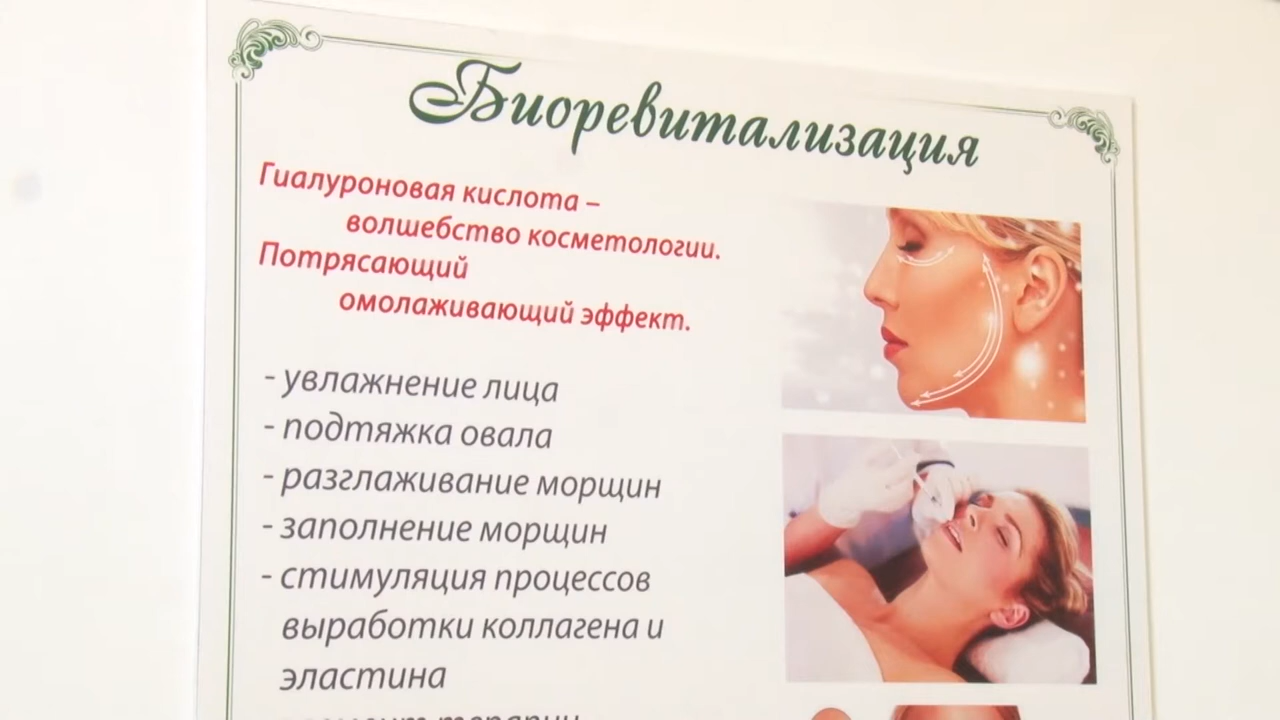 Биоревитализация
Гиалуроновая кислота –
волшебство косметологии.
Потрясающий
омолаживающий эффект.
- увлажнение лица
- подтяжка овала
- разглаживание морщин
- заполнение морщин
- стимуляция процессов
выработки коллагена и
эластина